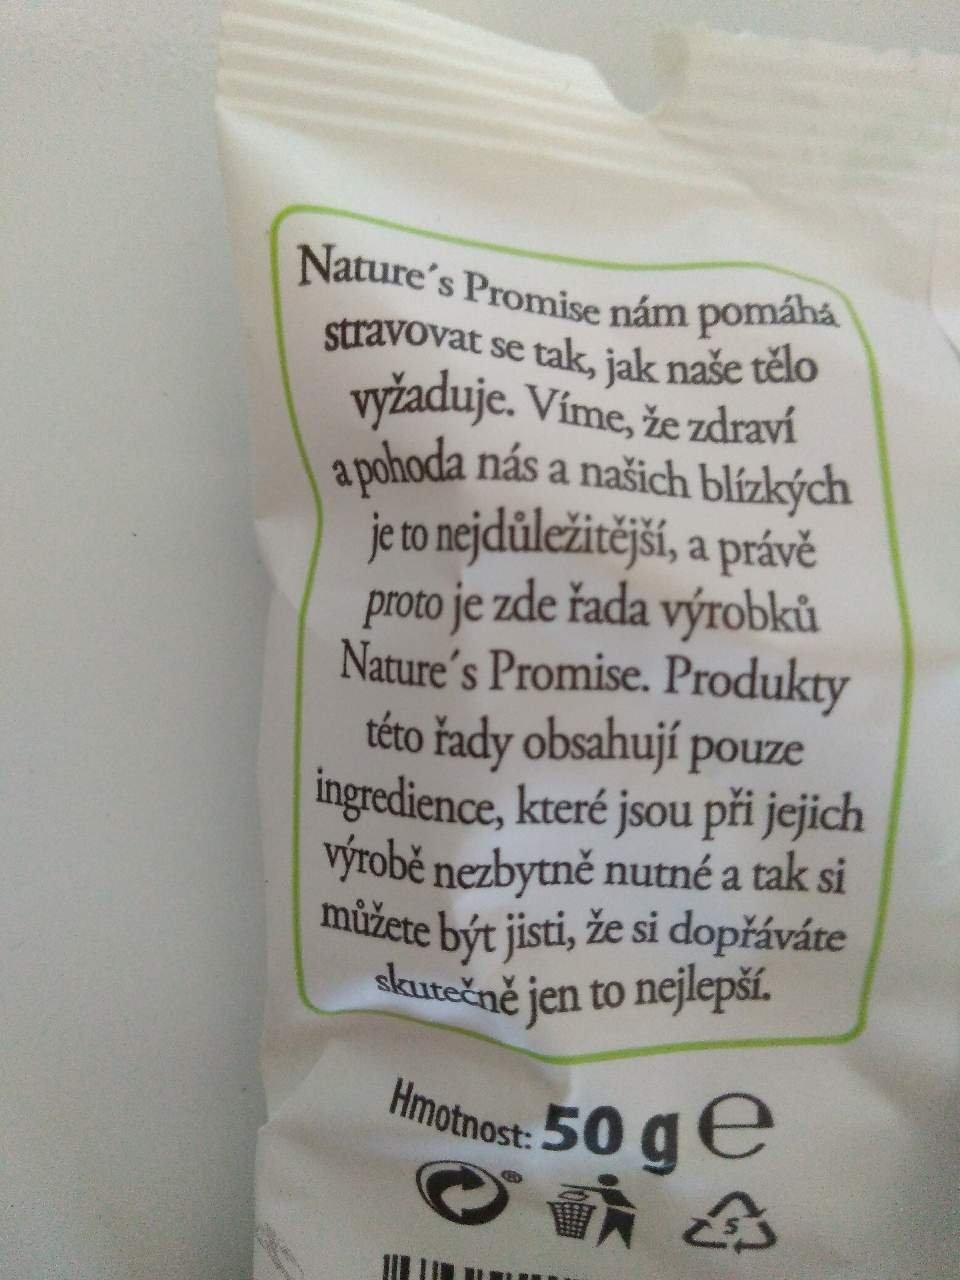 Nature´s Promise nám pomáhá
stravovat se tak, jak naše tělo
vyžaduje. Víme, že zdraví
a pohoda nás a našich blízkých
je to nejdůležitější, a právě
proto je zde řada výrobků
Nature´s Promise. Produkty
této řady obsahují pouze
ingredience, které jsou při jejich
výrobě nezbytně nutné a tak si
můžete být jisti, že si dopřáváte
skutečně jen to nejlepší.
Hmotnost: 50 g ℮
®
5